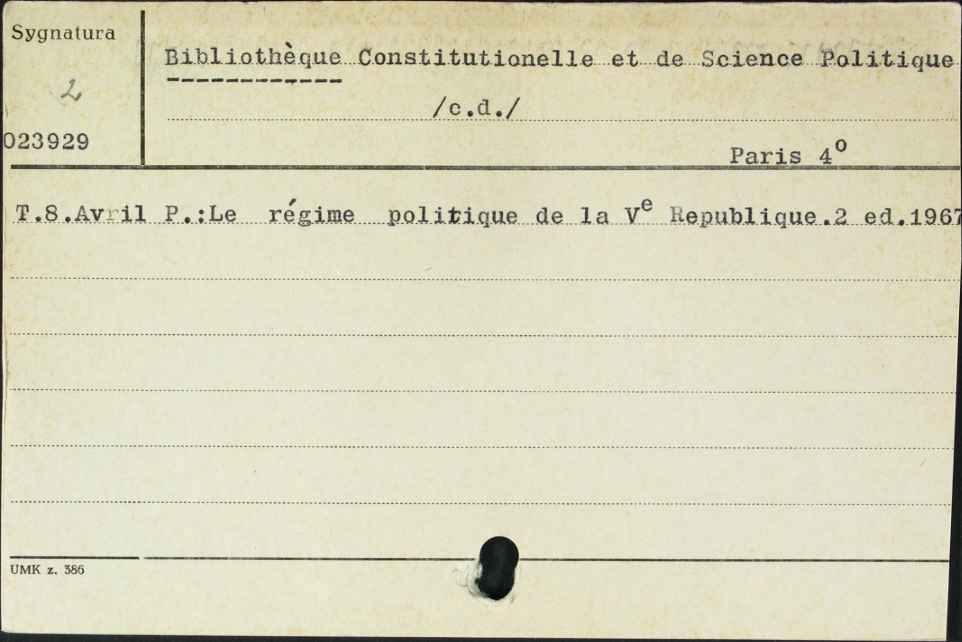 Sygnatura
2
023929
Bibliothèque Constitutionelle et de Science Politique
/c.d./
Paris 4º
T.8.Avril P.:Le régime politique de la Vᵉ Republique.2 ed.1967
UMK z. 386